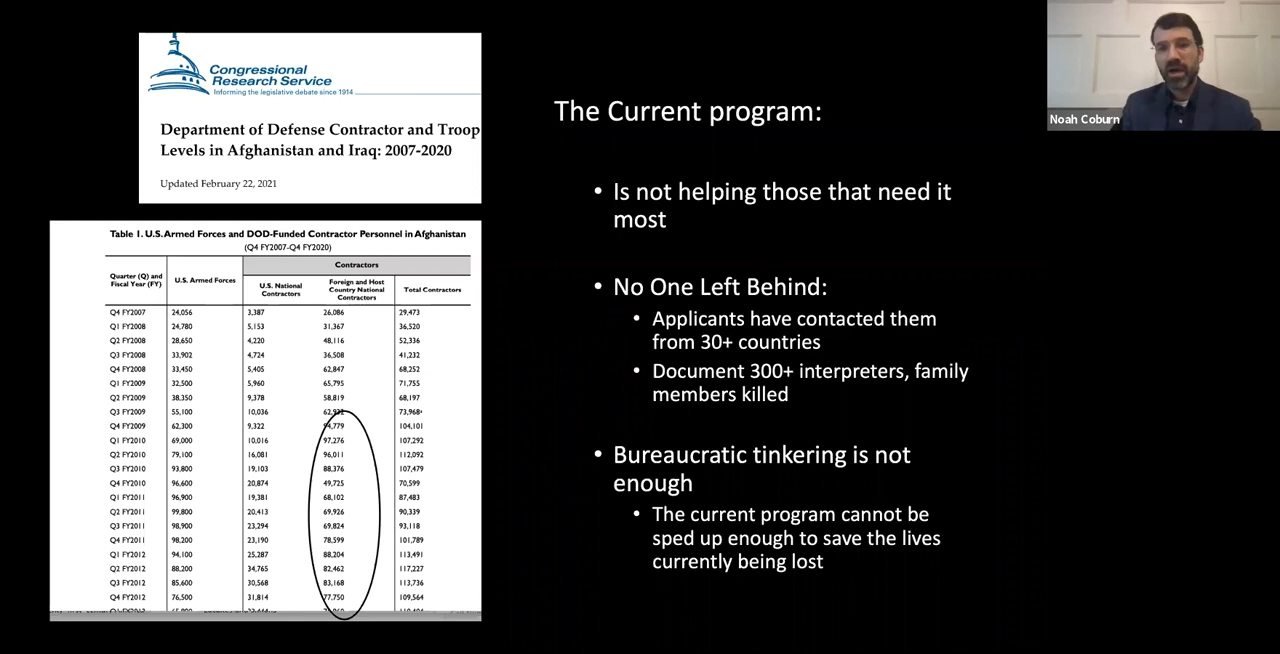 Congressional
Research Service
Informing the legislative debate since 1914
Department of Defense Contractor and Troop
Levels in Afghanistan and Iraq: 2007-2020
Updated February 22, 2021
Table 1. U.S. Armed Forces and DOD-Funded Contractor Personnel in Afghanistan
(Q4 FY2007-Q4 FY2020)
Contractors
Quarter (Q) and
Fiscal Year (FY)
U.S. Armed Forces
U.S. National
Contractors
Foreign and Host
Country National
Contractors
Total Contractors
Q4 FY2007 24,056 3,387 26,086 29,473
Q1 FY2008 24,780 5,153 31,367 36,520
Q2 FY2008 28,650 4,220 48,116 52,336
Q3 FY2008 33,902 4,724 36,508 41,232
Q4 FY2008 33,450 5,405 62,847 68,252
Q1 FY2009 32,500 5,960 65,795 71,755
Q2 FY2009 38,350 9,378 58,819 68,197
Q3 FY2009 55,100 10,036 73,968ᵃ
Q4 FY2009 62,300 9,322 94,779 104,101
Q1 FY2010 69,000 10,016 97,276 107,292
Q2 FY2010 79,100 16,081 96,011 112,092
Q3 FY2010 93,800 19,103 88,376 107,479
Q4 FY2010 96,600 20,874 49,725 70,599
Q1 FY2011 96,900 19,381 68,102 87,483
Q2 FY2011 99,800 20,413 69,926 90,339
Q3 FY2011 98,900 23,294 69,824 93,118
Q4 FY2011 98,200 23,190 78,599 101,789
Q1 FY2012 94,100 25,287 88,204 113,491
Q2 FY2012 88,200 34,765 82,462 117,227
Q3 FY2012 85,600 30,568 83,168 113,736
Q4 FY2012 76,500 31,814 77,750 109,564
The Current program:
• Is not helping those that need it
most
• No One Left Behind:
• Applicants have contacted them
from 30+ countries
• Document 300+ interpreters, family
members killed
• Bureaucratic tinkering is not
enough
• The current program cannot be
sped up enough to save the lives
currently being lost
Noah Coburn